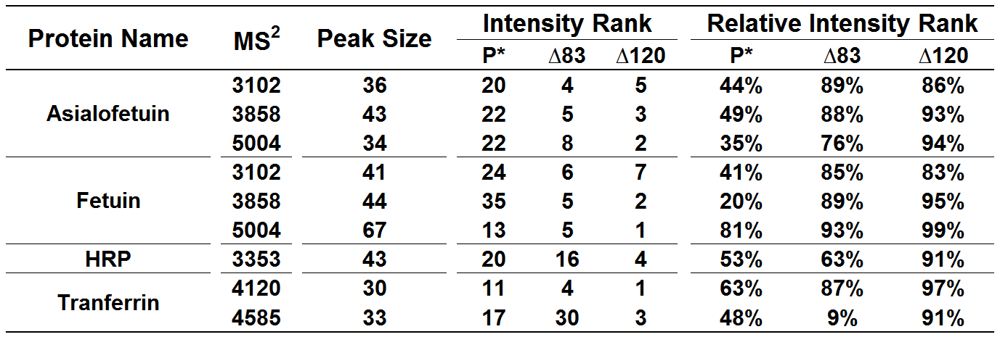 Protein Name MS2 Peak Size Intensity Rank Relative Intensity Rank
P* Δ83 Δ120 P* Δ83 Δ120
3102 36 20 4 5 44% 89% 86%
Asialofetuin 3858 43 22 5 3 49% 88% 93%
5004 34 22 8 2 35% 76% 94%
3102 41 24 6 7 41% 85% 83%
Fetuin 3858 44 35 5 2 20% 89% 95%
5004 67 13 5 1 81% 93% 99%
HRP 3353 43 20 16 4 53% 63% 91%
Tranferrin 4120 30 11 4 1 63% 87% 97%
4585 33 17 30 3 48% 9% 91%